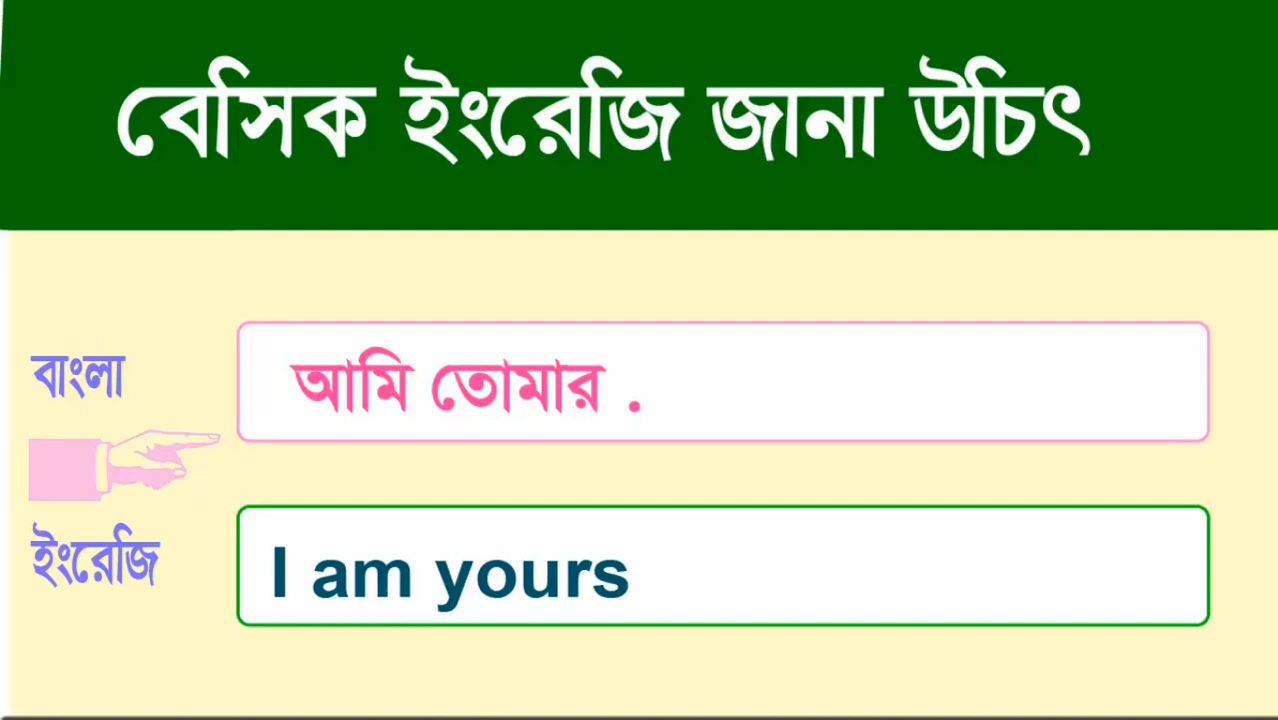 বেসিক ইংরেজি জানা উচিৎ
বাংলা
আমি তোমার .
ইংরেজি
I am yours